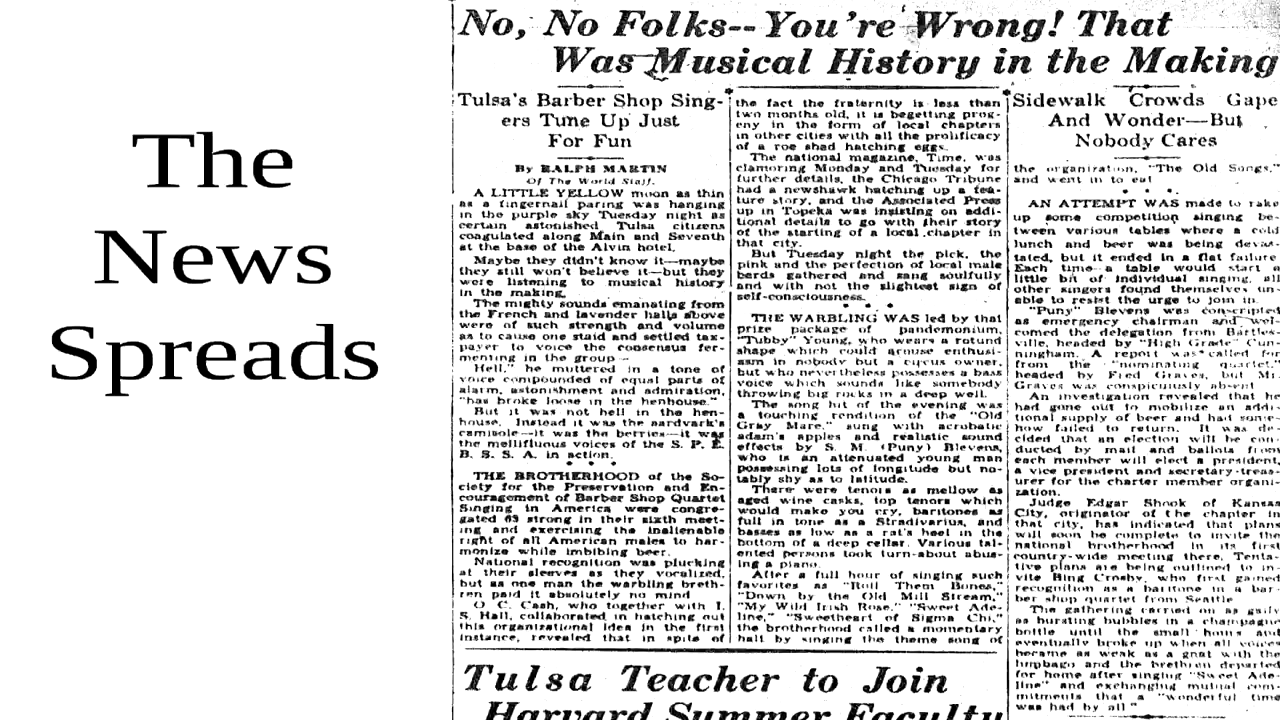 The
News
Spreads
No, No Folks--You're Wrong! That
Was Musical History in the Making
Tulsa's Barber Shop Sing-
ers Tune Up Just
For Fun
By RALPH MARTIN
Of The World Staff.
A LITTLE YELLOW moon as thin
as a fingernail paring was hanging
in the purple sky Tuesday night as
certain astonished Tulsa citizens
coagulated along Main and Seventh
at the base of the Alvin hotel.
Maybe they didn't know it—maybe
they still won't believe it—but they
were listening to musical history
in the making.
The mighty sounds emanating from
the French and lavender halls above
were of such strength and volume
as to cause one staid and settled tax-
payer to voice the consensus fer-
menting in the group—
Hell," he muttered in a tone of
voice compounded of equal parts of
alarm, astonishment and admiration,
"has broke loose in the henhouse."
But it was not hell in the hen-
house. Instead it was the aardvark's
camisole—it was the berries—it was
the mellifluous voices of the S. P. E.
B. S. S. A. in action.
THE BROTHERHOOD of the So-
ciety for the Preservation and En-
couragement of Barber Shop Quartet
Singing in America were congre-
gated 63 strong in their sixth meet-
ing and exercising the inalienable
right of all American males to har-
monize while imbibing beer.
National recognition was plucking
at their sleeves as they vocalized,
but as one man the warbling breth-
ren paid it absolutely no mind
O. C. Cash, who together with I.
S. Hall, collaborated in hatching out
this organizational idea in the first
instance, revealed that in spite of
the fact the fraternity is less than
two months old, it is begetting prog-
eny in the form of local chapters
in other cities with all the prolificacy
of a roe shad hatching eggs.
The national magazine, Time, was
clamoring Monday and Tuesday for
further details, the Chicago Tribune
had a newshawk hatching up a fea-
ture story, and the Associated Press
up in Topeka was insisting on addi-
tional details to go with their story
of the starting of a local chapter in
that city.
But Tuesday night the pick, the
pink and the perfection of local male
bards gathered and sang soulfully
and with not the slightest sign of
self-consciousness.
THE WARBLING WAS led by that
prize package of pandemonium,
"Tubby" Young, who wears a rotund
shape which could arouse enthusi-
asm in nobody but a circus owner,
but who nevertheless possesses a bass
voice which sounds like somebody
throwing big rocks in a deep well.
The song hit of the evening was
a touching rendition of the "Old
Gray Mare," sung with acrobatic
adam's apples and realistic sound
effects by S. M. (Puny) Blevens,
who is an attenuated young man
possessing lots of longitude but no-
tably shy as to latitude.
There were tenors as mellow as
aged wine casks, top tenors which
would make you cry, baritones as
full in tone as a Stradivarius, and
basses as low as a rat's heel in the
bottom of a deep cellar. Various tal-
ented persons took turn-about abus-
ing a piano.
After a full hour of singing such
favorites as "Roll Them Bones,"
"Down by the Old Mill Stream,"
"My Wild Irish Rose," "Sweet Ade-
line," "Sweetheart of Sigma Chi,"
the brotherhood called a momentary
halt by singing the theme song of
Sidewalk Crowds Gape
And Wonder—But
Nobody Cares
the organization, "The Old Songs,"
and went in to eat
AN ATTEMPT WAS made to rake
up some competition singing be-
tween various tables where a cold
lunch and beer was being devas-
tated, but it ended in a flat failure
Each time a table would start a
little bit of individual singing, all
other singers found themselves un-
able to resist the urge to join in.
"Puny" Blevens was conscripted
as emergency chairman and wel-
comed the delegation from Bartles-
ville, headed by "High Grade" Cun-
ningham. A report was called for
from the "nominating quartet,"
headed by Fred Graves, but Mr.
Graves was conspicuously absent
An investigation revealed that he
had gone out to mobilize an addi-
tional supply of beer and had some-
how failed to return. It was de-
cided that an election will be con-
ducted by mail and ballots from
each member will elect a president,
a vice president and secretary-treas-
urer for the charter member organi-
zation.
Judge Edgar Shook of Kansas
City, originator of the chapter in
that city, has indicated that plans
will soon be complete to invite the
national brotherhood in its first
country-wide meeting there. Tenta-
tive plans are being outlined to in-
vite Bing Crosby, who first gained
recognition as a baritone in a bar-
ber shop quartet from Seattle
The gathering carried on as gaily
as bursting bubbles in a champagne
bottle until the small hours and
eventually broke up when all voices
became as weak as a gnat with the
lumbago and the brethren departed
for home after singing "Sweet Ade-
line" and exchanging mutual com-
mitments that a "wonderful time
was had by all"
Tulsa Teacher to Join
Harvard Summer Faculty